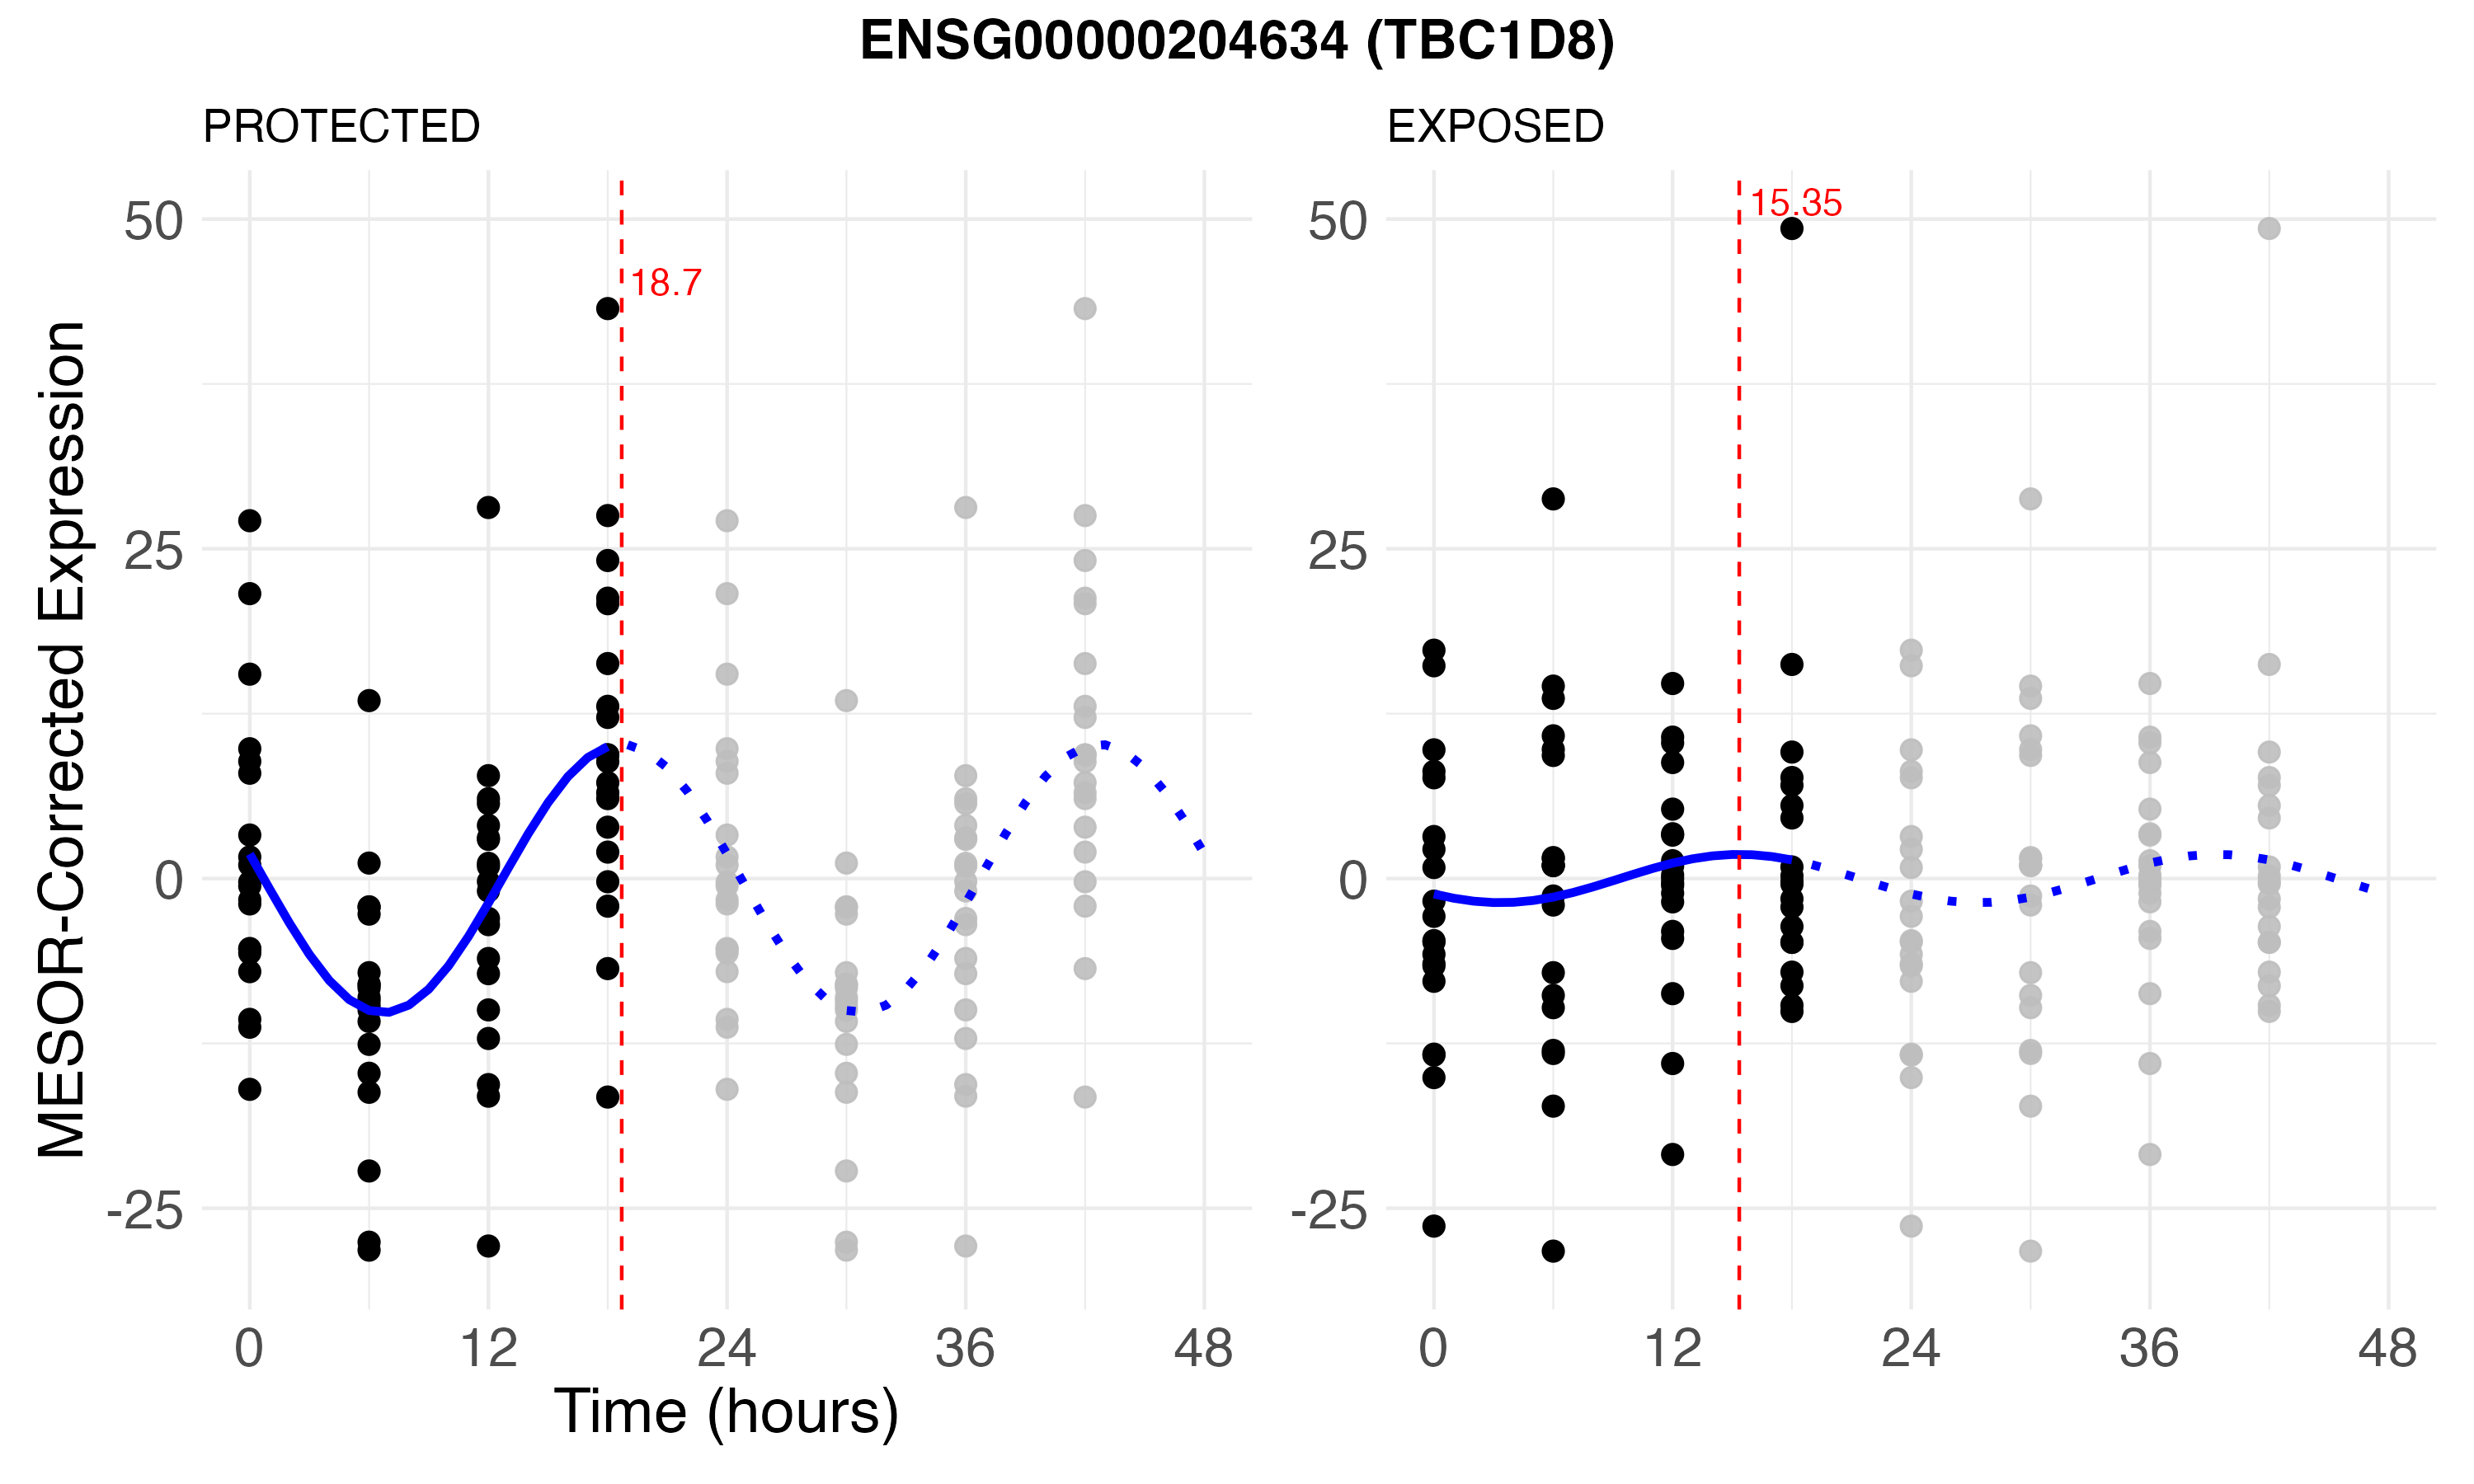 ENSG00000204634 (TBC1D8)
PROTECTED
EXPOSED
MESOR-Corrected Expression
50
25
0
-25
18.7
0 12 24 36 48
Time (hours)
50
25
0
-25
15.35
0 12 24 36 48